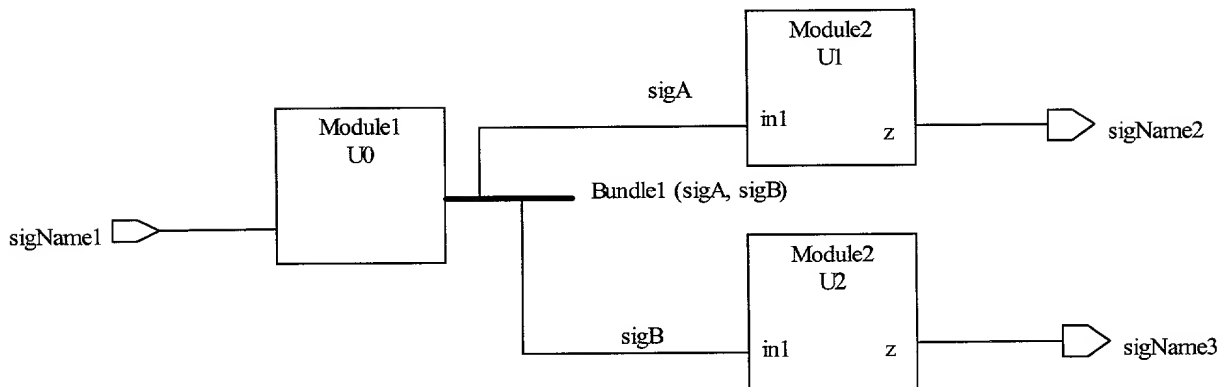 Module2
U1
sigA
in1
z
sigName2
Module1
U0
Bundle1 (sigA, sigB)
sigName1
Module2
U2
sigB
in1
z
sigName3